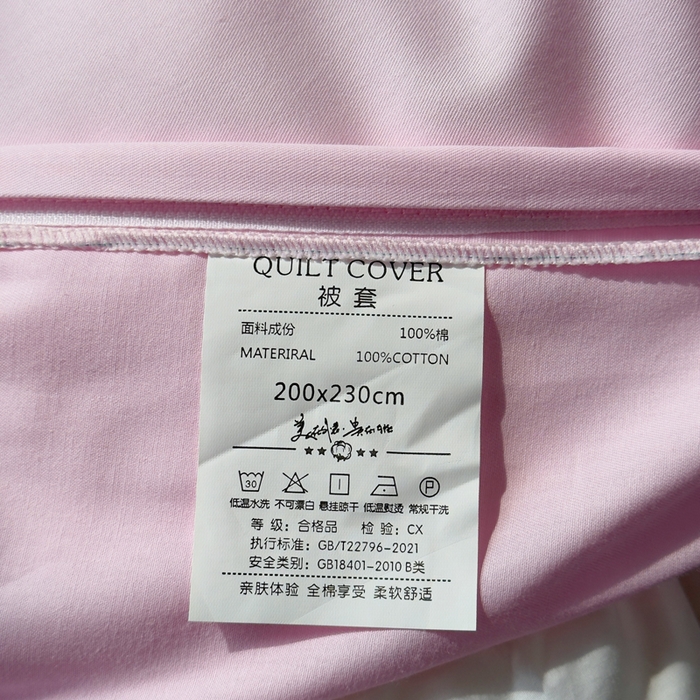 QUILT COVER
被套
面料成份 100%棉
MATERIRAL 100%COTTON
200x230cm
30 P
低温水洗 不可漂白 悬挂晾干 低温熨烫 常规干洗
等 级：合格品 检 验：CX
执行标准：GB/T22796-2021
安全类别：GB18401-2010 B类
亲肤体验 全棉享受 柔软舒适